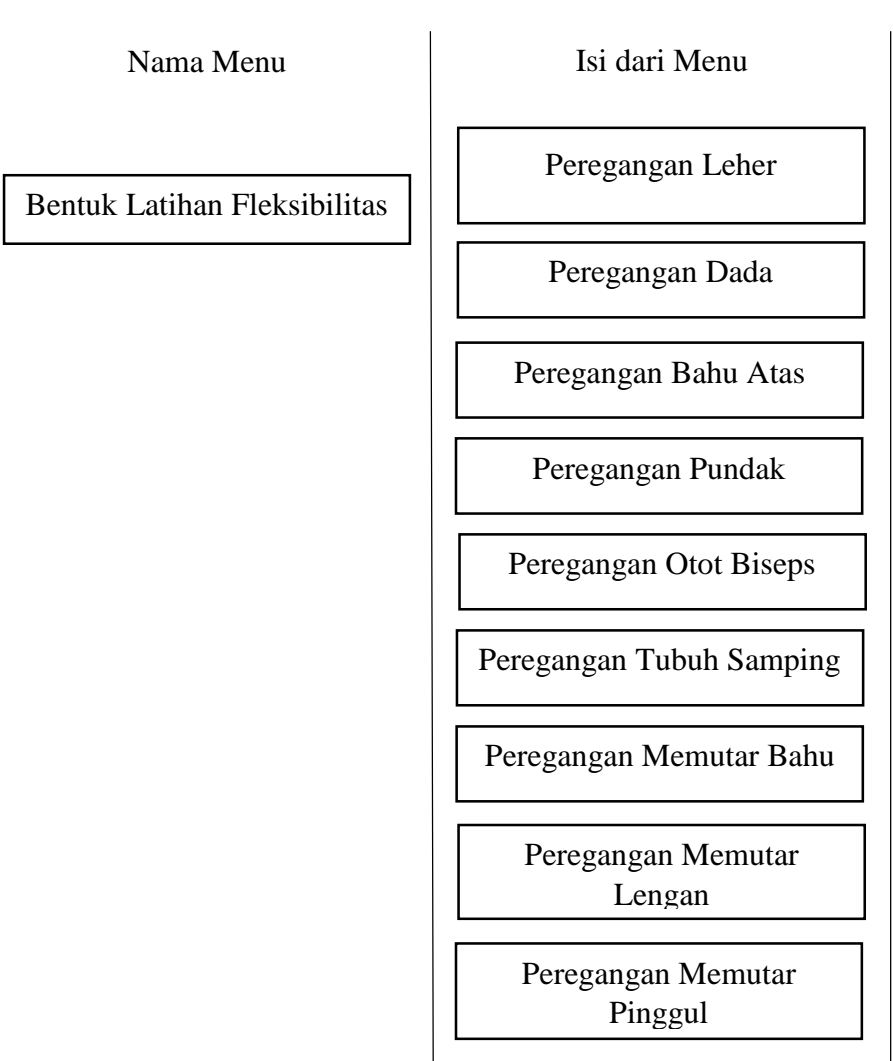 Nama Menu
Isi dari Menu
Bentuk Latihan Fleksibilitas
Peregangan Leher
Peregangan Dada
Peregangan Bahu Atas
Peregangan Pundak
Peregangan Otot Biseps
Peregangan Tubuh Samping
Peregangan Memutar Bahu
Peregangan Memutar
Lengan
Peregangan Memutar
Pinggul